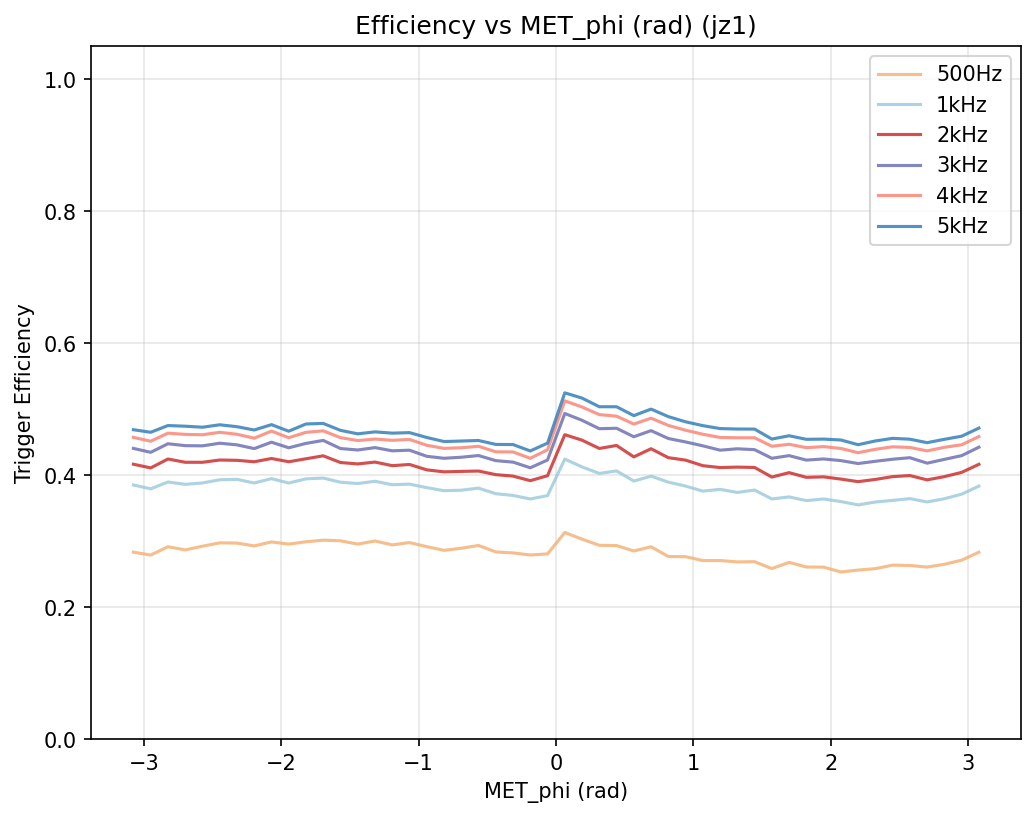 Efficiency vs MET_phi (rad) (jz1)
1.0
0.8
0.6
0.4
0.2
0.0
Trigger Efficiency
500Hz
1kHz
2kHz
3kHz
4kHz
5kHz
−3 −2 −1 0 1 2 3
MET_phi (rad)